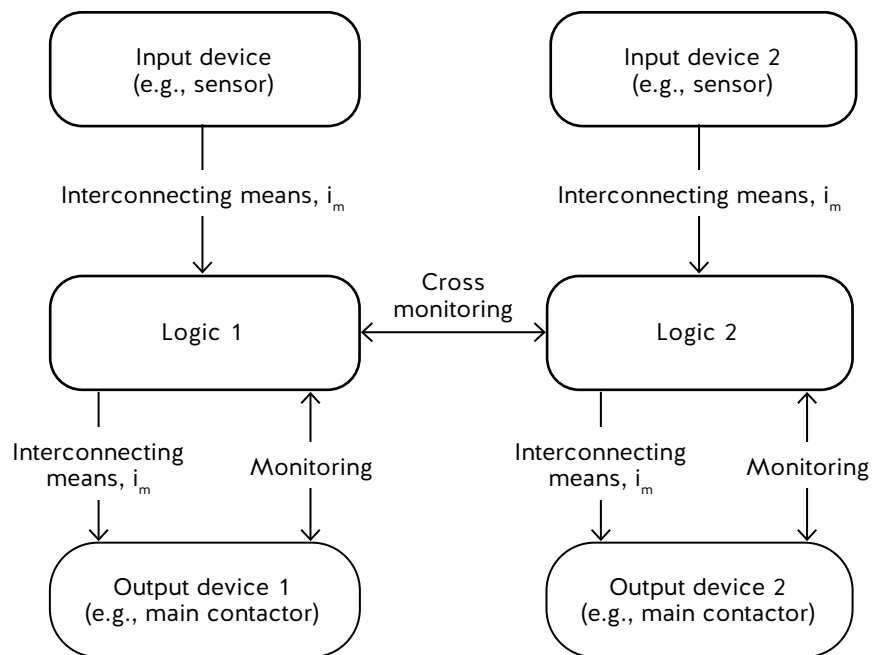 Input device
(e.g., sensor)
Input device 2
(e.g., sensor)
Interconnecting means, iₘ
Interconnecting means, iₘ
Logic 1
Cross
monitoring
Logic 2
Interconnecting
means, iₘ
Monitoring
Interconnecting
means, iₘ
Monitoring
Output device 1
(e.g., main contactor)
Output device 2
(e.g., main contactor)